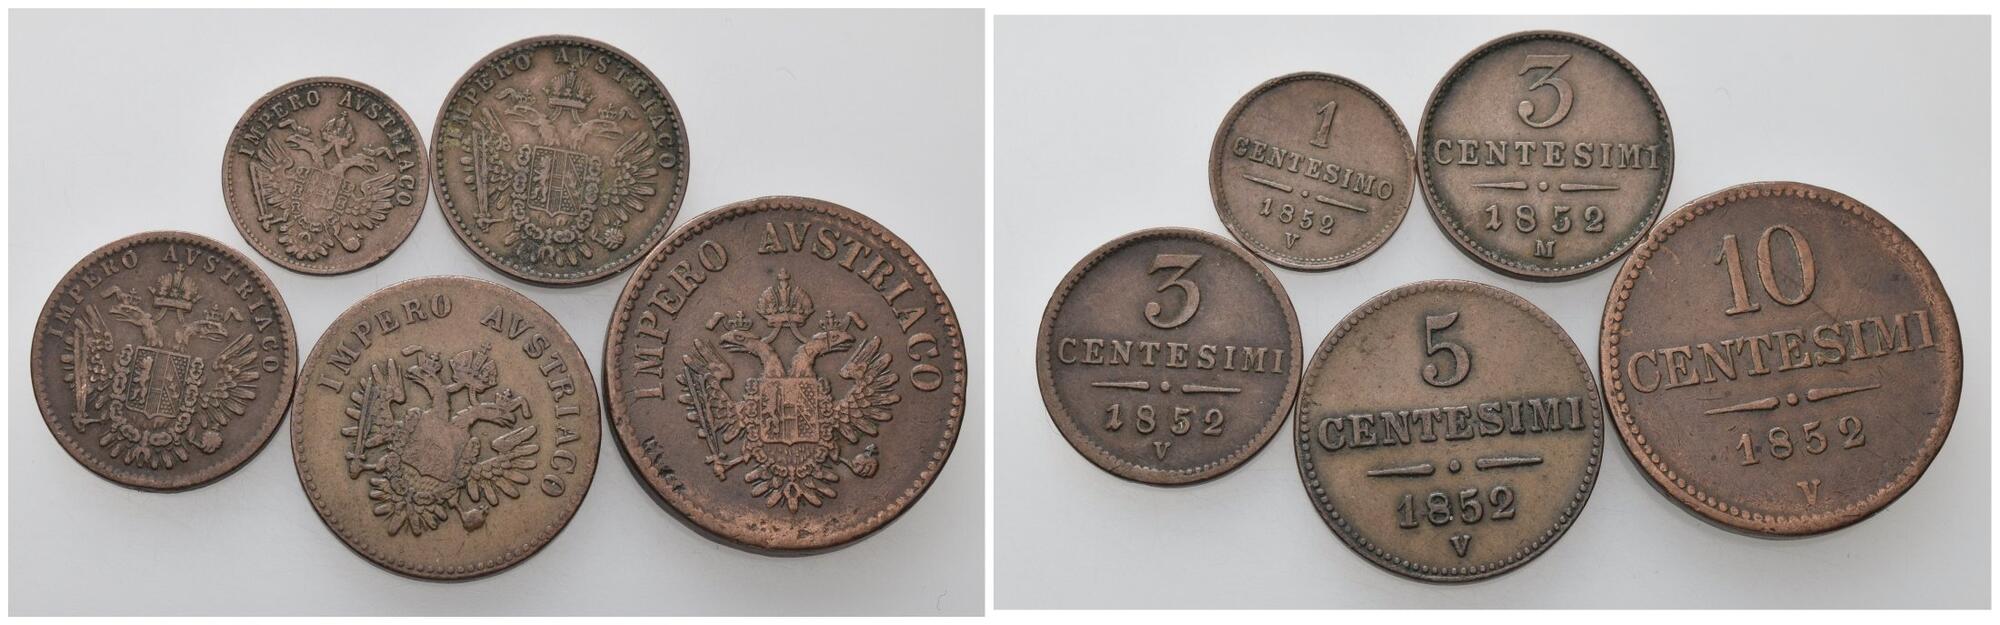 IMPERO AVSTRIACO
IMPERO AVSTRIACO
IMPERO AVSTRIACO
IMPERO AVSTRIACO
IMPERO AVSTRIACO
1
CENTESIMO
1852
V
3
CENTESIMI
1852
M
3
CENTESIMI
1852
V
5
CENTESIMI
1852
V
10
CENTESIMI
1852
V